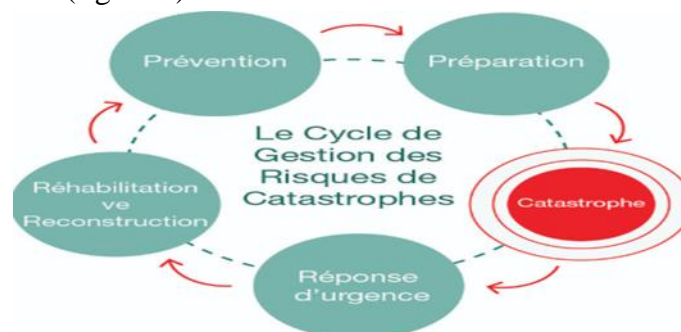 Prévention
Préparation
Le Cycle de
Gestion des
Risques de
Catastrophes
Catastrophe
Réhabilitation
ve
Reconstruction
Réponse
d'urgence